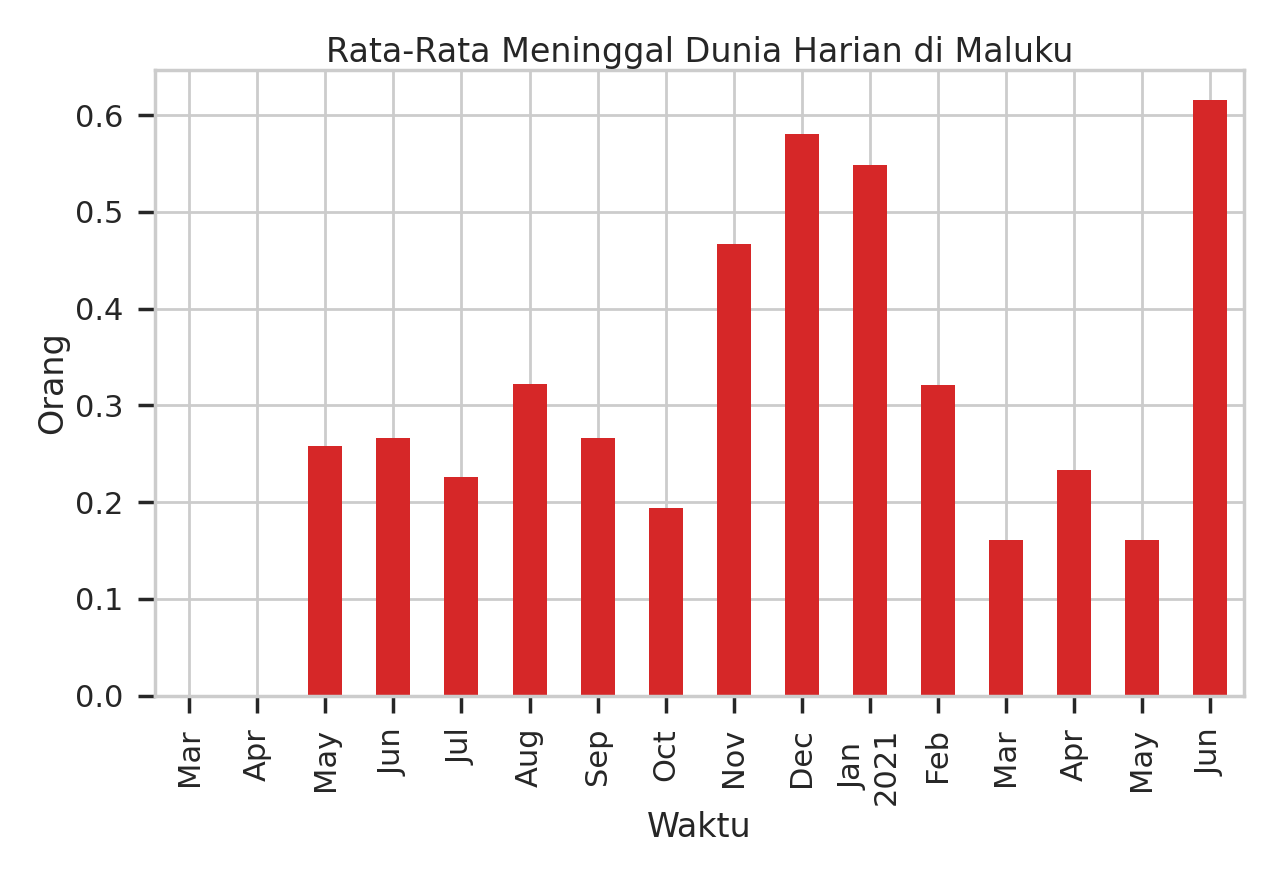 Rata-Rata Meninggal Dunia Harian di Maluku
Orang
0.6
0.5
0.4
0.3
0.2
0.1
0.0
Mar
Apr
May
Jun
Jul
Aug
Sep
Oct
Nov
Dec
Jan
2021
Feb
Mar
Apr
May
Jun
Waktu